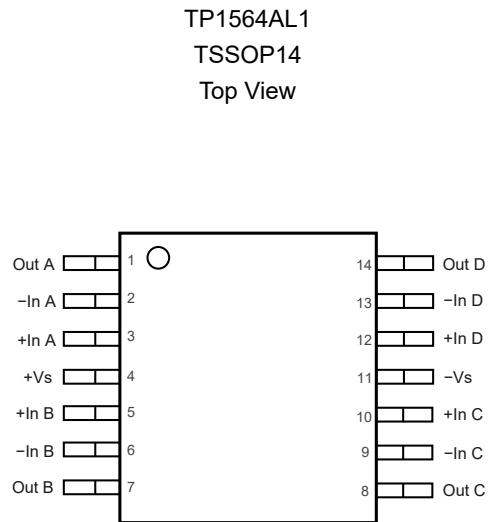 TP1564AL1
TSSOP14
Top View
Out A 1 14 Out D
−In A 2 13 −In D
+In A 3 12 +In D
+Vs 4 11 −Vs
+In B 5 10 +In C
−In B 6 9 −In C
Out B 7 8 Out C